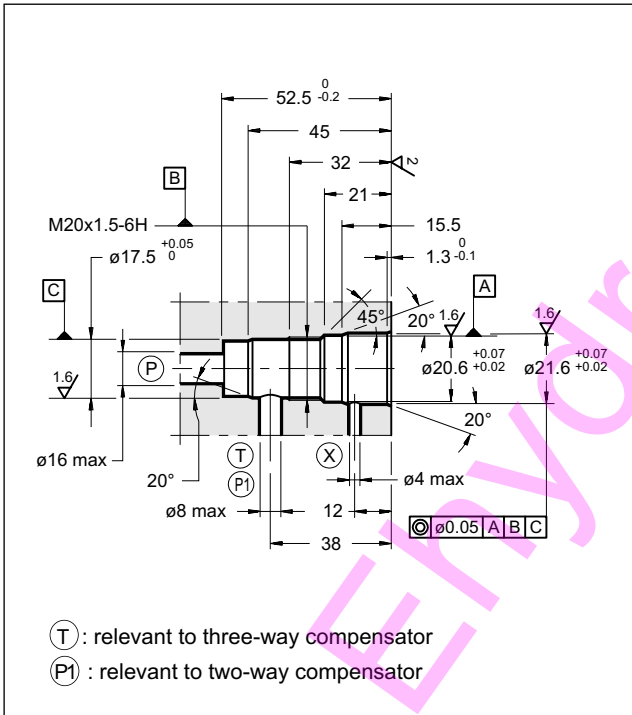 52.5 0 -0.2
45
32
2
B
21
M20x1.5-6H
15.5
ø17.5 +0.05 0
1.3 0 -0.1
C
A
45°
20°
1.6
1.6
1.6
P
ø20.6 +0.07 +0.02
ø21.6 +0.07 +0.02
ø16 max
20°
T
X
20°
P1
ø4 max
ø8 max
12
ø0.05 A B C
38
T : relevant to three-way compensator
P1 : relevant to two-way compensator
Ehydr